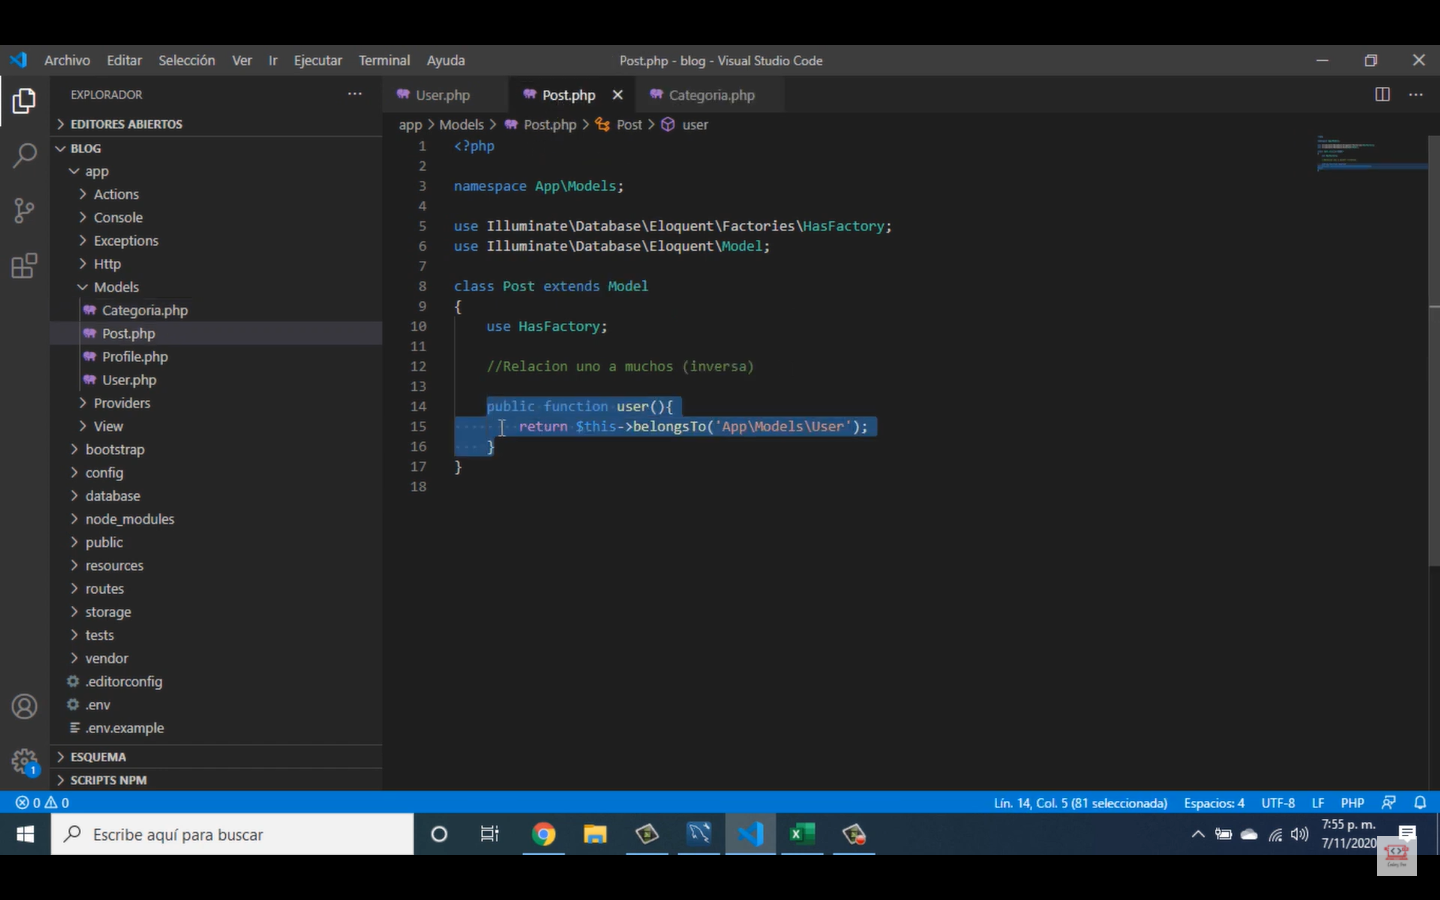 Archivo Editar Selección Ver Ir Ejecutar Terminal Ayuda
Post.php - blog - Visual Studio Code
EXPLORADOR
User.php
Post.php
Categoria.php
EDITORES ABIERTOS
app > Models > Post.php > Post > user
BLOG
app
Actions
Console
Exceptions
Http
Models
Categoria.php
Post.php
Profile.php
User.php
Providers
View
bootstrap
config
database
node_modules
public
resources
routes
storage
tests
vendor
.editorconfig
.env
.env.example
ESQUEMA
SCRIPTS NPM
1 <?php
2
3 namespace App\Models;
4
5 use Illuminate\Database\Eloquent\Factories\HasFactory;
6 use Illuminate\Database\Eloquent\Model;
7
8 class Post extends Model
9 {
10 use HasFactory;
11
12 //Relacion uno a muchos (inversa)
13
14 public function user(){
15 return $this->belongsTo('App\Models\User');
16 }
17 }
18
1
0 0
Lín. 14, Col. 5 (81 seleccionada) Espacios: 4 UTF-8 LF PHP
Escribe aquí para buscar
7:55 p. m.
7/11/2020